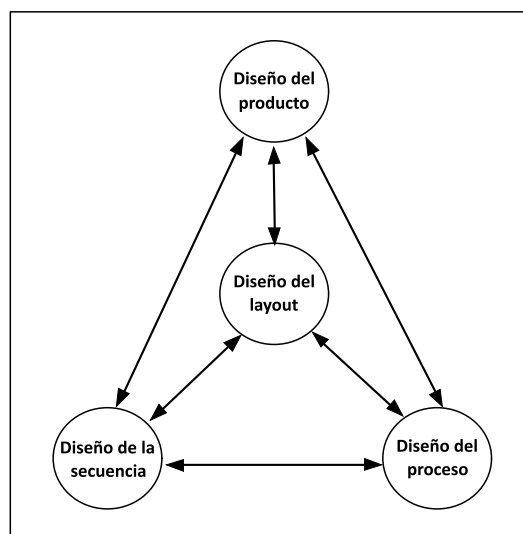 Diseño del
producto
Diseño del
layout
Diseño de la
secuencia
Diseño del
proceso